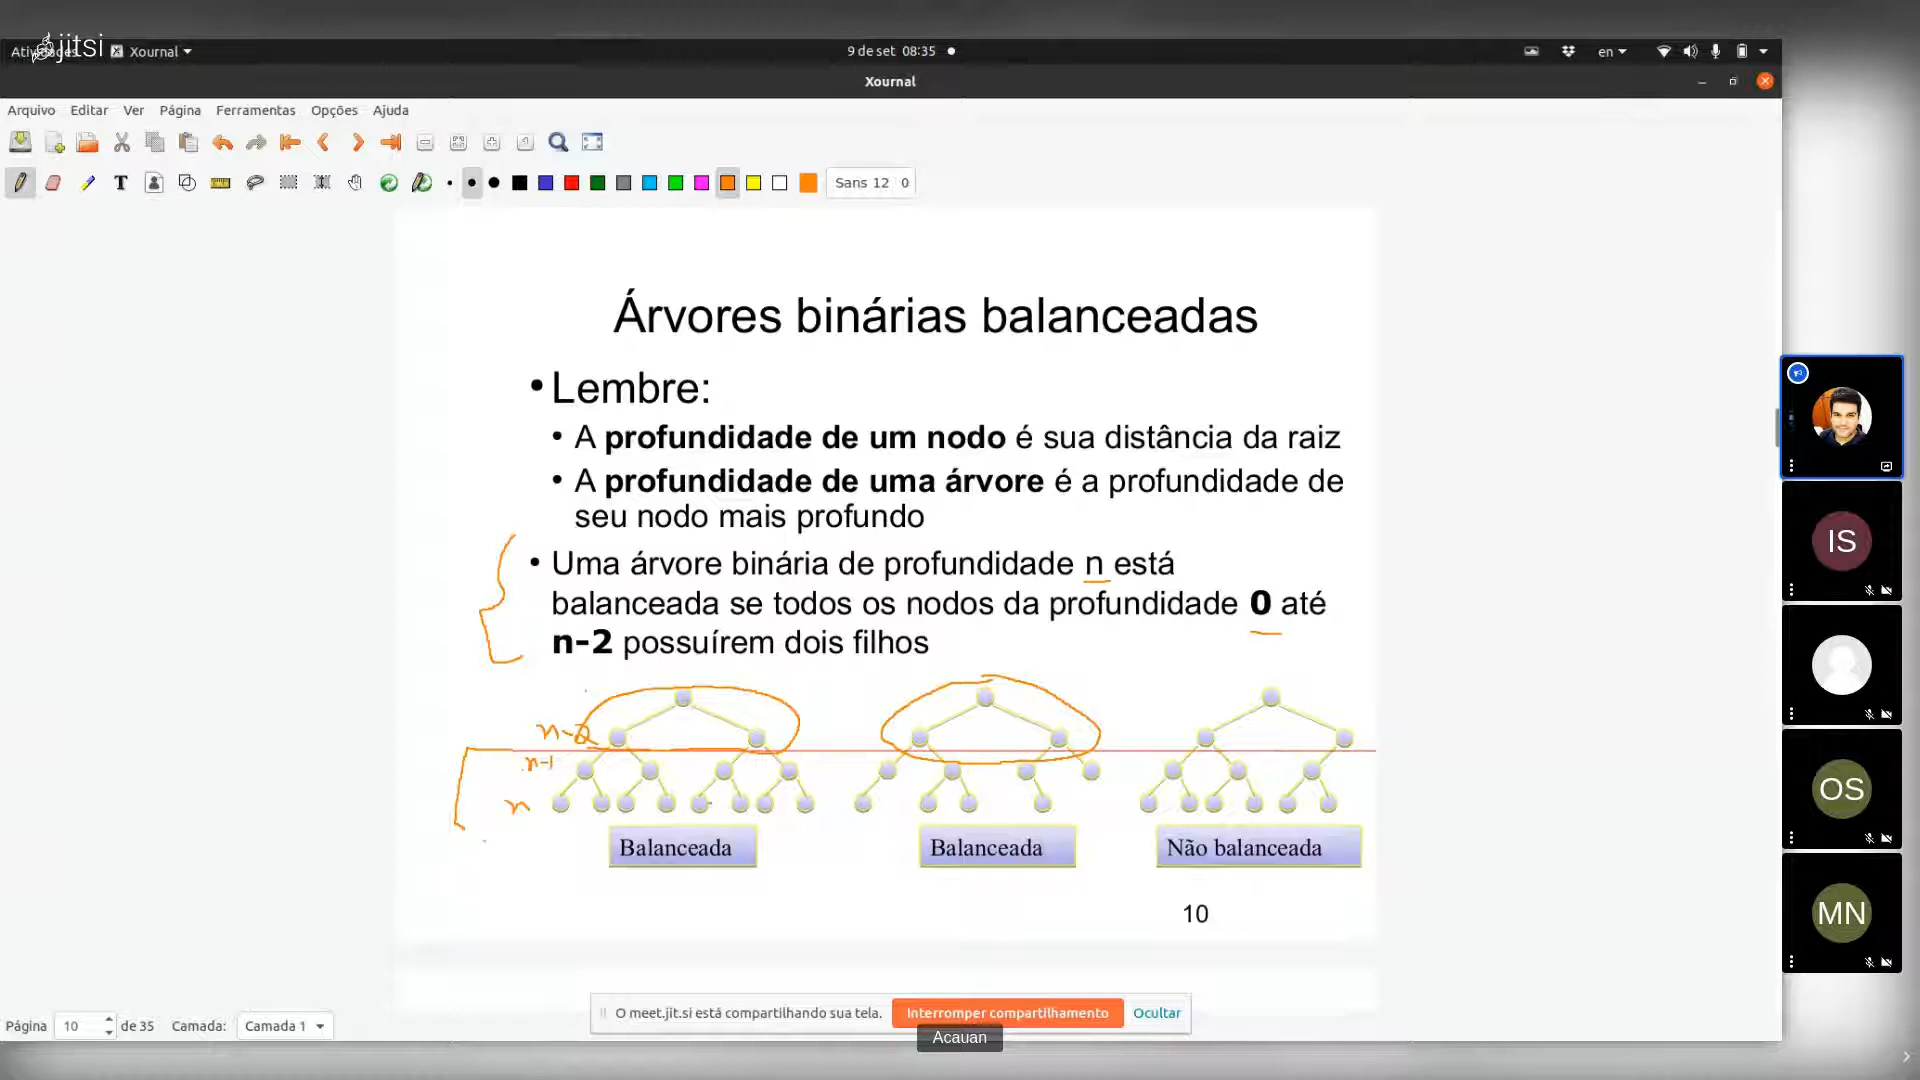 jitsi
Atividades Xournal 9 de set 08:35 en
Xournal
Arquivo Editar Ver Página Ferramentas Opções Ajuda
T Sans 12 0
Árvores binárias balanceadas
• Lembre:
• A profundidade de um nodo é sua distância da raiz
• A profundidade de uma árvore é a profundidade de
seu nodo mais profundo
• Uma árvore binária de profundidade n está
balanceada se todos os nodos da profundidade 0 até
n-2 possuírem dois filhos
n-2
n-1
n
Balanceada Balanceada Não balanceada
10
IS
OS
MN
O meet.jit.si está compartilhando sua tela. Interromper compartilhamento Ocultar
Página 10 de 35 Camada: Camada 1
Acauan